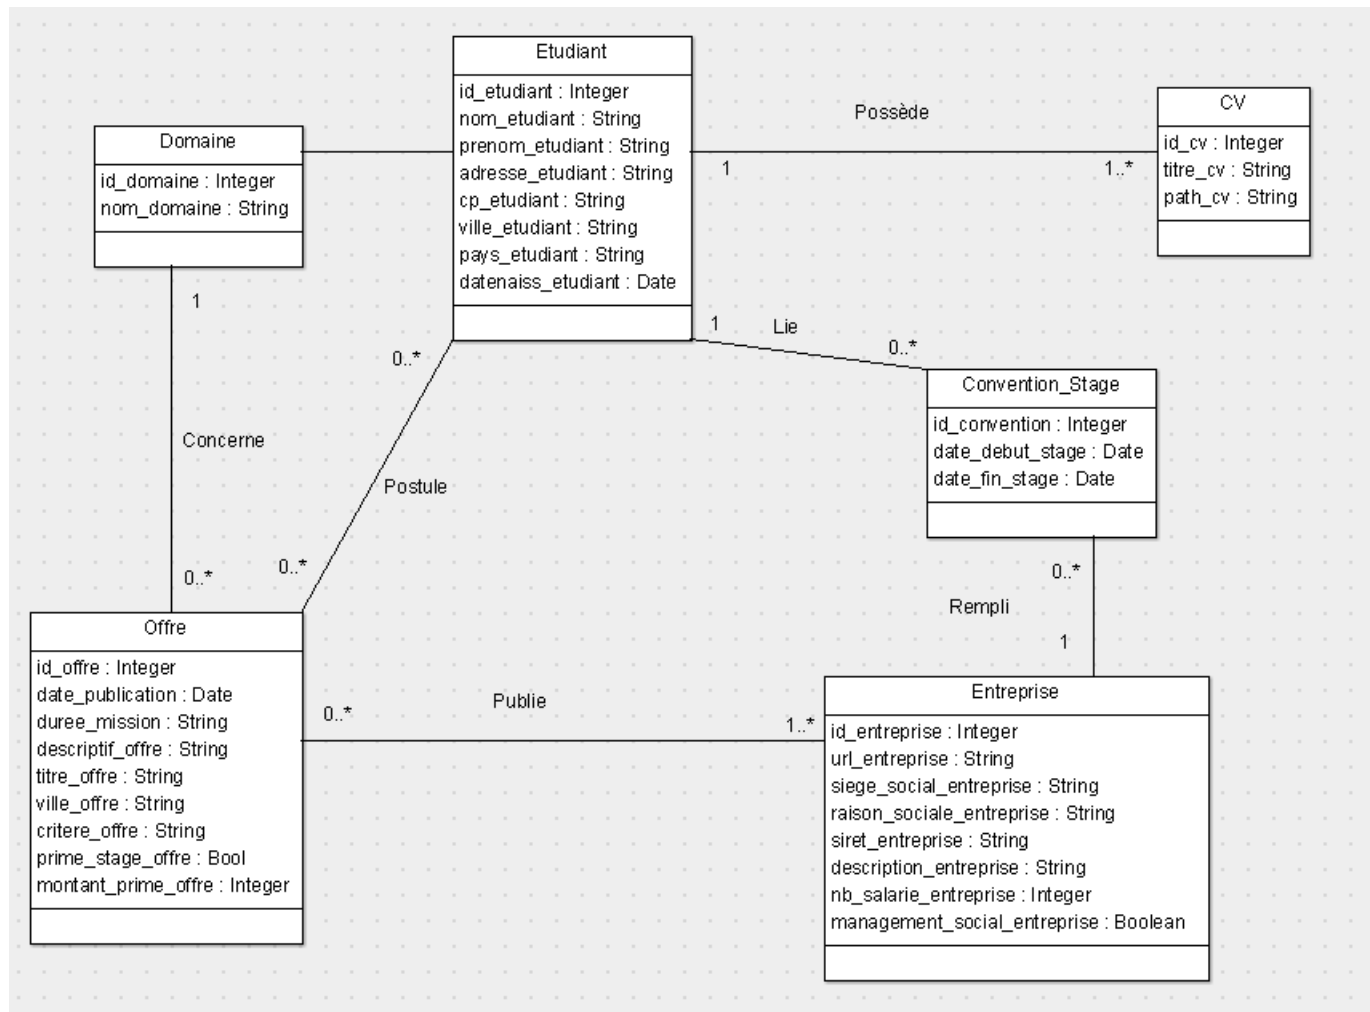 Etudiant
id_etudiant : Integer
nom_etudiant : String
prenom_etudiant : String
adresse_etudiant : String
cp_etudiant : String
ville_etudiant : String
pays_etudiant : String
datenaiss_etudiant : Date
Possède
1
1..*
CV
id_cv : Integer
titre_cv : String
path_cv : String
Domaine
id_domaine : Integer
nom_domaine : String
1
Concerne
0..*
0..*
Postule
0..*
1
Lie
0..*
Convention_Stage
id_convention : Integer
date_debut_stage : Date
date_fin_stage : Date
0..*
Rempli
1
Offre
id_offre : Integer
date_publication : Date
duree_mission : String
descriptif_offre : String
titre_offre : String
ville_offre : String
critere_offre : String
prime_stage_offre : Bool
montant_prime_offre : Integer
0..*
Publie
1..*
Entreprise
id_entreprise : Integer
url_entreprise : String
siege_social_entreprise : String
raison_sociale_entreprise : String
siret_entreprise : String
description_entreprise : String
nb_salarie_entreprise : Integer
management_social_entreprise : Boolean